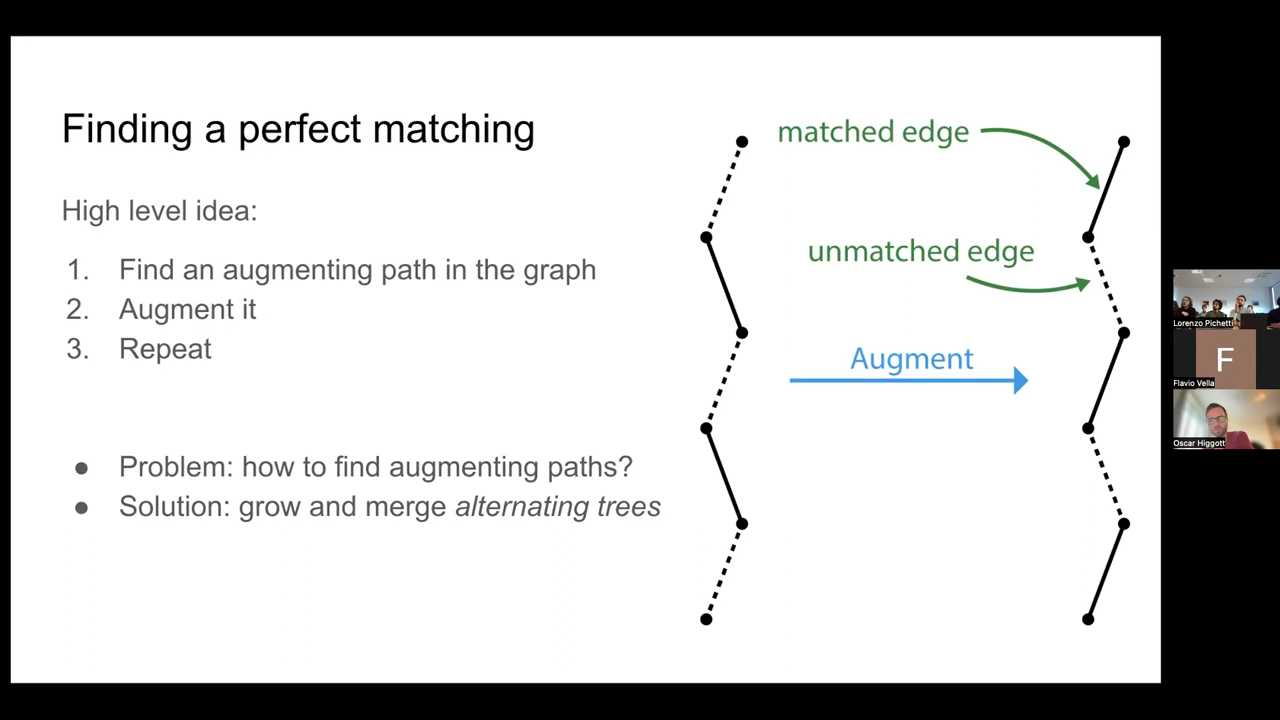 Finding a perfect matching
High level idea:
1. Find an augmenting path in the graph
2. Augment it
3. Repeat
● Problem: how to find augmenting paths?
● Solution: grow and merge alternating trees
matched edge
unmatched edge
Augment
Lorenzo Pichetti
F
Flavio Vella
Oscar Higgott